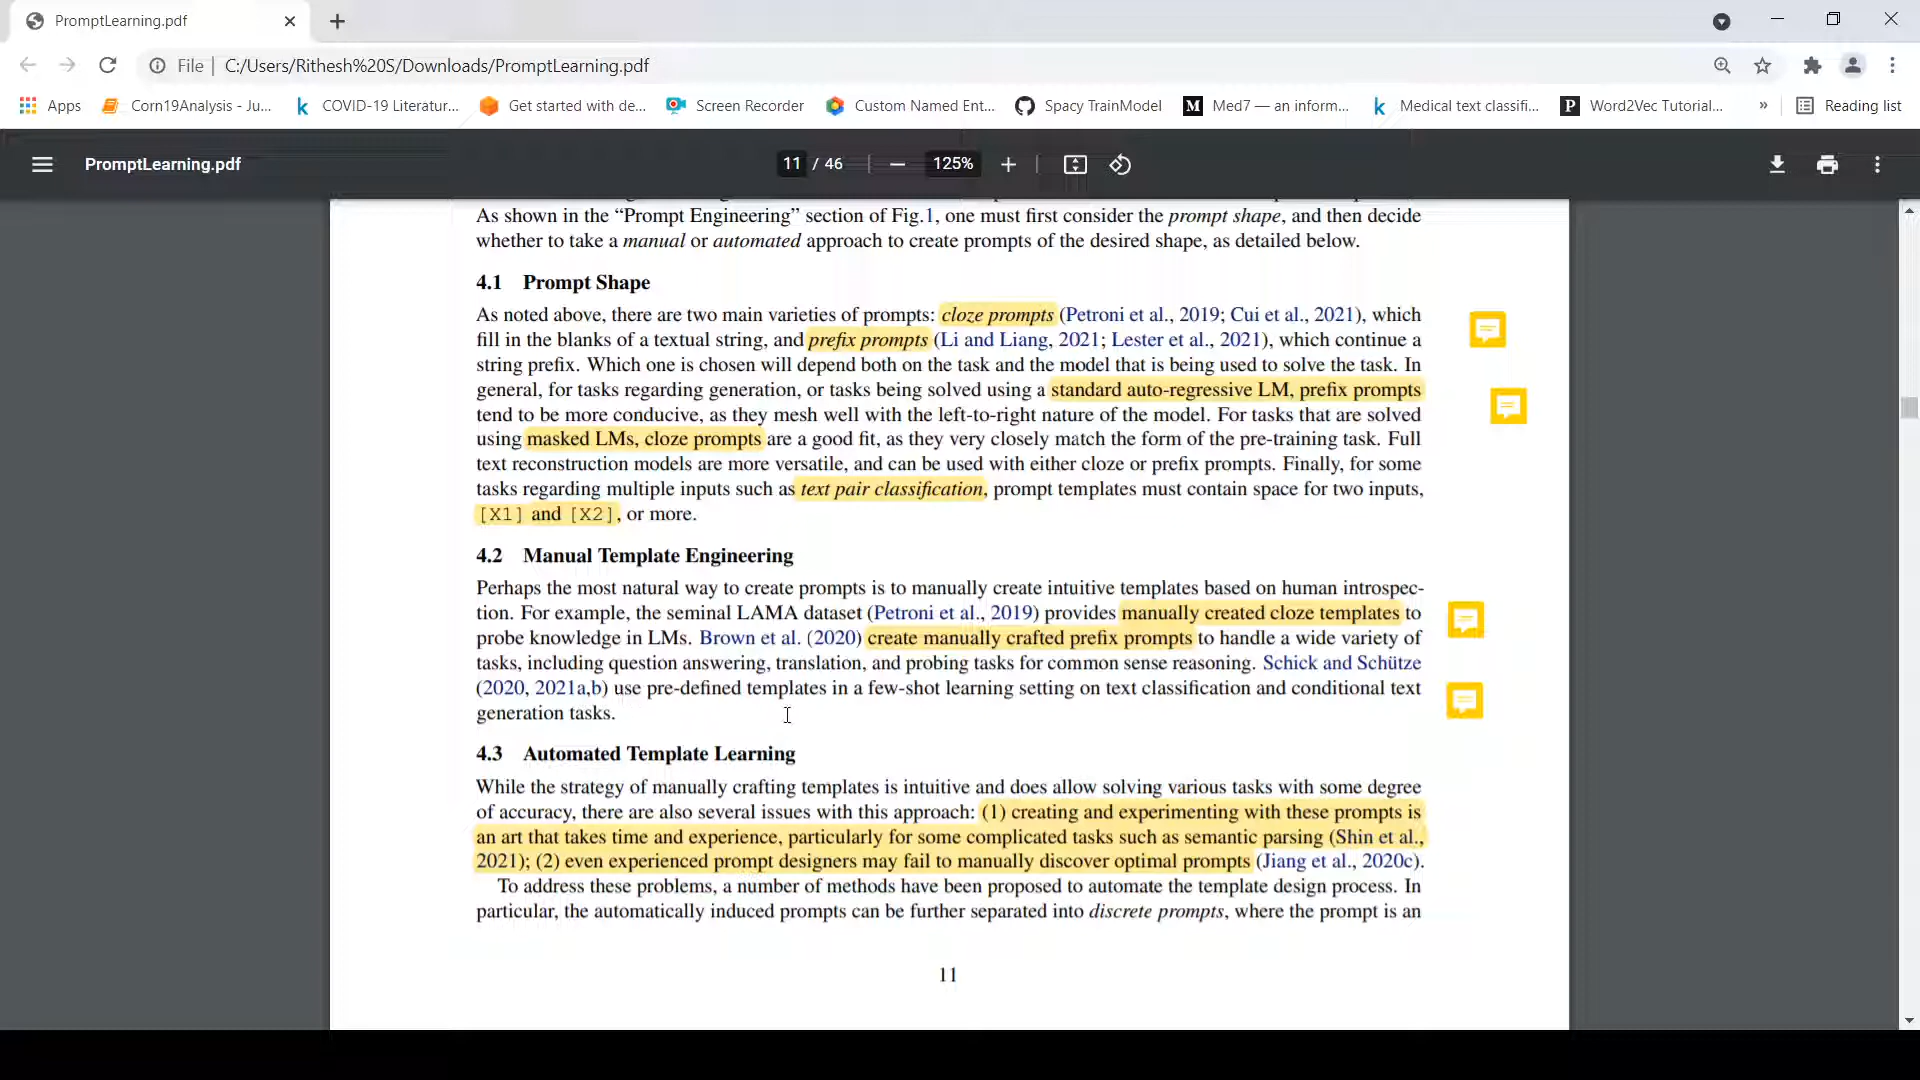 PromptLearning.pdf
File | C:/Users/Rithesh%20S/Downloads/PromptLearning.pdf
Apps Corn19Analysis - Ju... COVID-19 Literatur... Get started with de... Screen Recorder Custom Named Ent... Spacy TrainModel Med7 — an inform... Medical text classifi... Word2Vec Tutorial... » Reading list
PromptLearning.pdf 11 / 46 125%
As shown in the “Prompt Engineering” section of Fig.1, one must first consider the prompt shape, and then decide
whether to take a manual or automated approach to create prompts of the desired shape, as detailed below.
4.1 Prompt Shape
As noted above, there are two main varieties of prompts: cloze prompts (Petroni et al., 2019; Cui et al., 2021), which
fill in the blanks of a textual string, and prefix prompts (Li and Liang, 2021; Lester et al., 2021), which continue a
string prefix. Which one is chosen will depend both on the task and the model that is being used to solve the task. In
general, for tasks regarding generation, or tasks being solved using a standard auto-regressive LM, prefix prompts
tend to be more conducive, as they mesh well with the left-to-right nature of the model. For tasks that are solved
using masked LMs, cloze prompts are a good fit, as they very closely match the form of the pre-training task. Full
text reconstruction models are more versatile, and can be used with either cloze or prefix prompts. Finally, for some
tasks regarding multiple inputs such as text pair classification, prompt templates must contain space for two inputs,
[X1] and [X2], or more.
4.2 Manual Template Engineering
Perhaps the most natural way to create prompts is to manually create intuitive templates based on human introspec-
tion. For example, the seminal LAMA dataset (Petroni et al., 2019) provides manually created cloze templates to
probe knowledge in LMs. Brown et al. (2020) create manually crafted prefix prompts to handle a wide variety of
tasks, including question answering, translation, and probing tasks for common sense reasoning. Schick and Schütze
(2020, 2021a,b) use pre-defined templates in a few-shot learning setting on text classification and conditional text
generation tasks.
4.3 Automated Template Learning
While the strategy of manually crafting templates is intuitive and does allow solving various tasks with some degree
of accuracy, there are also several issues with this approach: (1) creating and experimenting with these prompts is
an art that takes time and experience, particularly for some complicated tasks such as semantic parsing (Shin et al.,
2021); (2) even experienced prompt designers may fail to manually discover optimal prompts (Jiang et al., 2020c).
To address these problems, a number of methods have been proposed to automate the template design process. In
particular, the automatically induced prompts can be further separated into discrete prompts, where the prompt is an
11